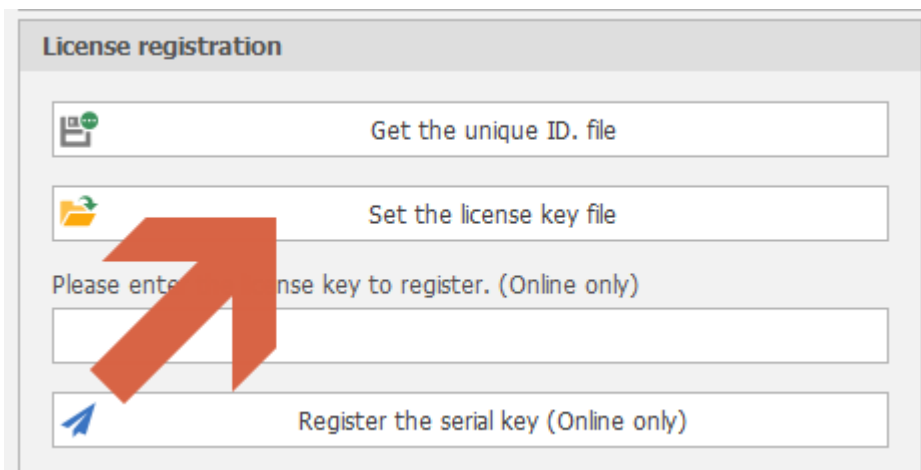 License registration
Get the unique ID. file
Set the license key file
Please ente nse key to register. (Online only)
Register the serial key (Online only)